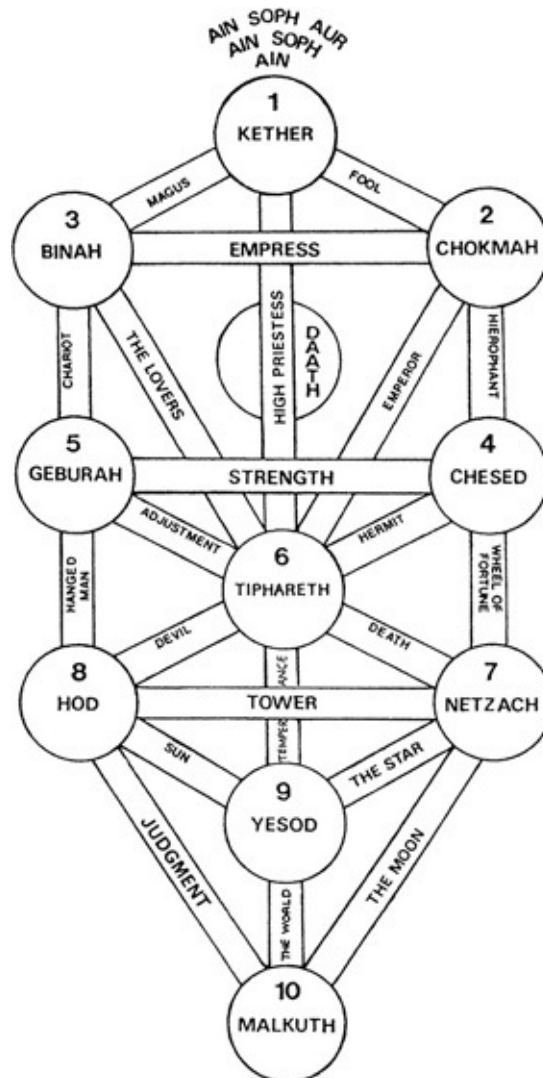 AIN SOPH AUR
AIN SOPH
AIN
1
KETHER
MAGUS
FOOL
3
BINAH
2
CHOKMAH
EMPRESS
CHARIOT
THE LOVERS
HIGH PRIESTESS
DAATH
EMPEROR
HIEROPHANT
5
GEBURAH
4
CHESED
STRENGTH
ADJUSTMENT
HERMIT
HANGED
MAN
6
TIPHARETH
WHEEL OF
FORTUNE
DEVIL
DEATH
8
HOD
7
NETZACH
TEMPERANCE
TOWER
SUN
THE STAR
9
YESOD
JUDGMENT
THE MOON
THE WORLD
10
MALKUTH